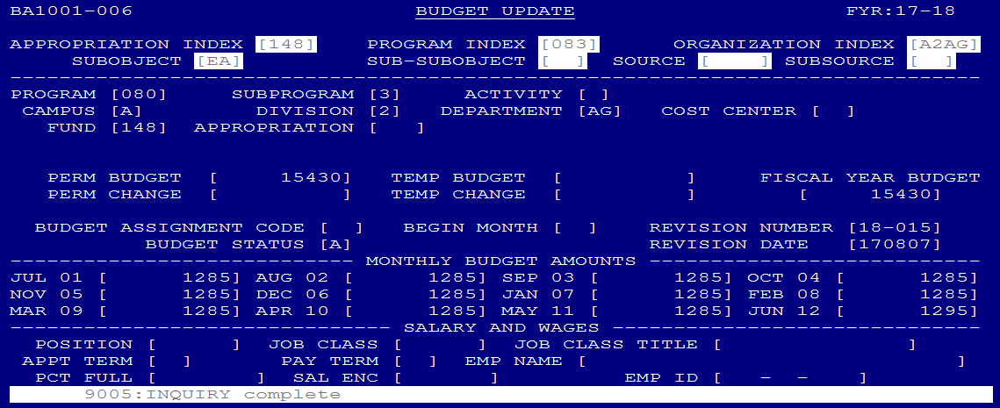 BA1001-006 BUDGET UPDATE FYR:17-18
APPROPRIATION INDEX [148] PROGRAM INDEX [083] ORGANIZATION INDEX [A2AG]
SUBOBJECT [EA] SUB-SUBOBJECT [ ] SOURCE [ ] SUBSOURCE [ ]
-------------------------------------------------------------------------------
PROGRAM [080] SUBPROGRAM [3] ACTIVITY [ ]
CAMPUS [A] DIVISION [2] DEPARTMENT [AG] COST CENTER [ ]
FUND [148] APPROPRIATION [ ]
PERM BUDGET [ 15430] TEMP BUDGET [ ] FISCAL YEAR BUDGET
PERM CHANGE [ ] TEMP CHANGE [ ] [ 15430]
BUDGET ASSIGNMENT CODE [ ] BEGIN MONTH [ ] REVISION NUMBER [18-015]
BUDGET STATUS [A] REVISION DATE [170807]
---------------------------- MONTHLY BUDGET AMOUNTS ---------------------------
JUL 01 [ 1285] AUG 02 [ 1285] SEP 03 [ 1285] OCT 04 [ 1285]
NOV 05 [ 1285] DEC 06 [ 1285] JAN 07 [ 1285] FEB 08 [ 1285]
MAR 09 [ 1285] APR 10 [ 1285] MAY 11 [ 1285] JUN 12 [ 1295]
------------------------------- SALARY AND WAGES ------------------------------
POSITION [ ] JOB CLASS [ ] JOB CLASS TITLE [ ]
APPT TERM [ ] PAY TERM [ ] EMP NAME [ ]
PCT FULL [ ] SAL ENC [ ] EMP ID [ - - ]
9005:INQUIRY complete